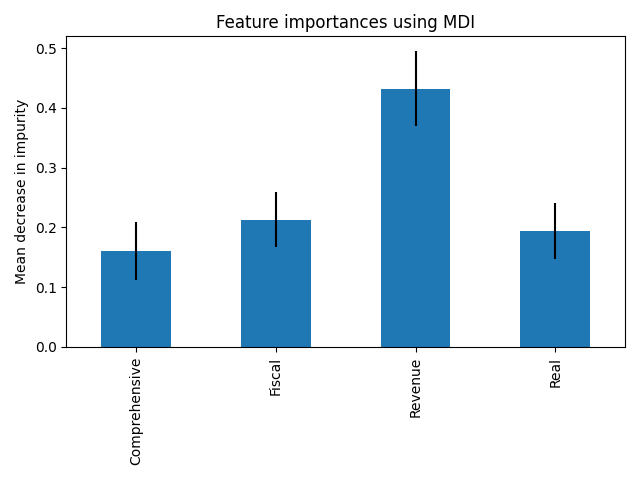 Feature importances using MDI
Mean decrease in impurity
0.5
0.4
0.3
0.2
0.1
0.0
Comprehensive
Fiscal
Revenue
Real